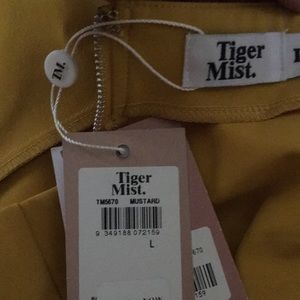 TM.
Tiger
Mist.
Tiger
Mist.
TM5670 MUSTARD
9 349188 072159
L